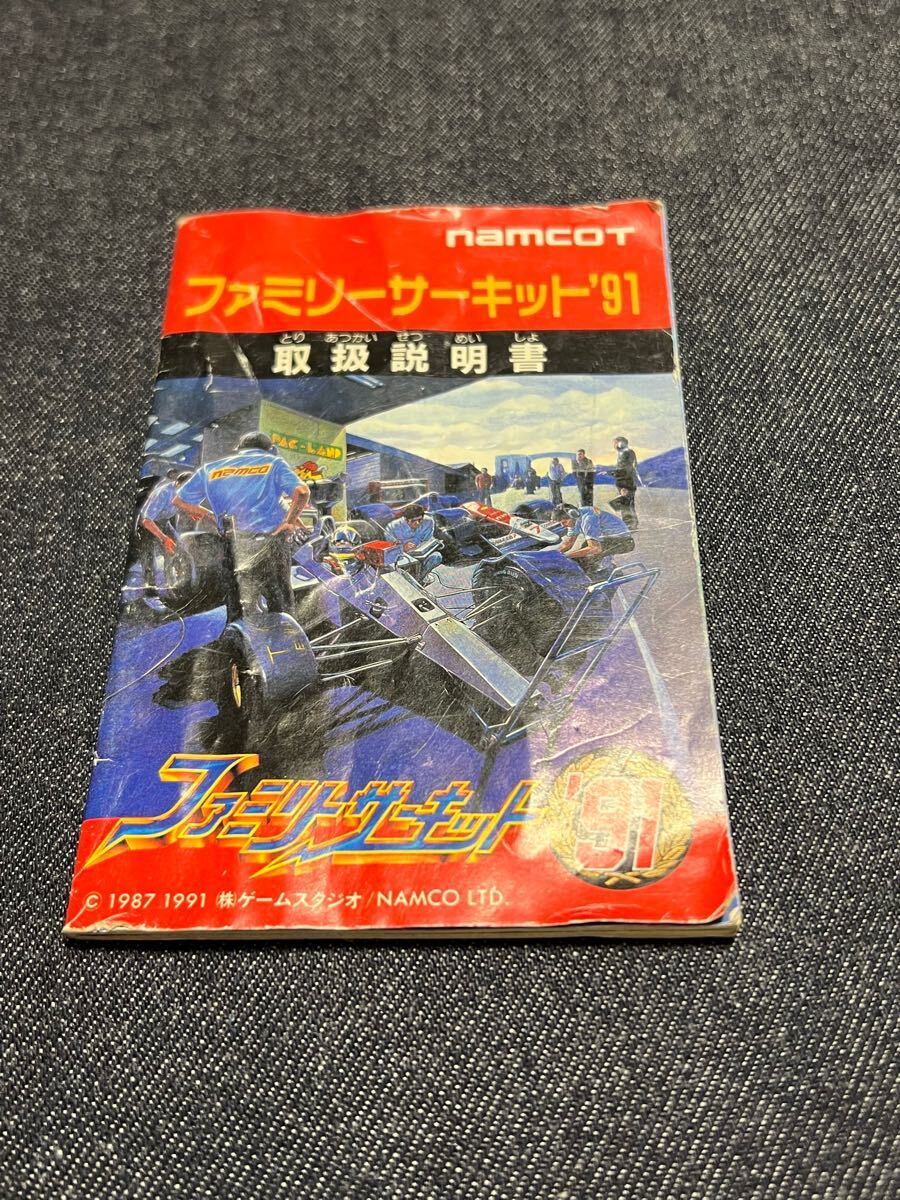 namcoT
ファミリーサーキット'91
とり あつかい せつ めい しょ
取扱説明書
PAC-LAND
namco
ファミリーサーキット'91
© 1987 1991 ㈱ゲームスタジオ/NAMCO LTD.